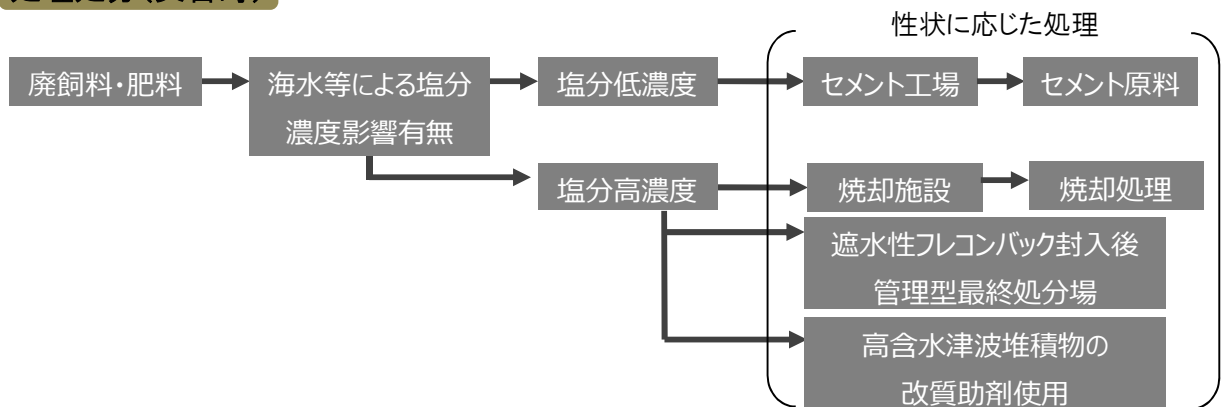 性状に応じた処理
廃飼料・肥料
海水等による塩分
濃度影響有無
塩分低濃度
セメント工場
セメント原料
塩分高濃度
焼却施設
焼却処理
遮水性フレコンバック封入後
管理型最終処分場
高含水津波堆積物の
改質助剤使用